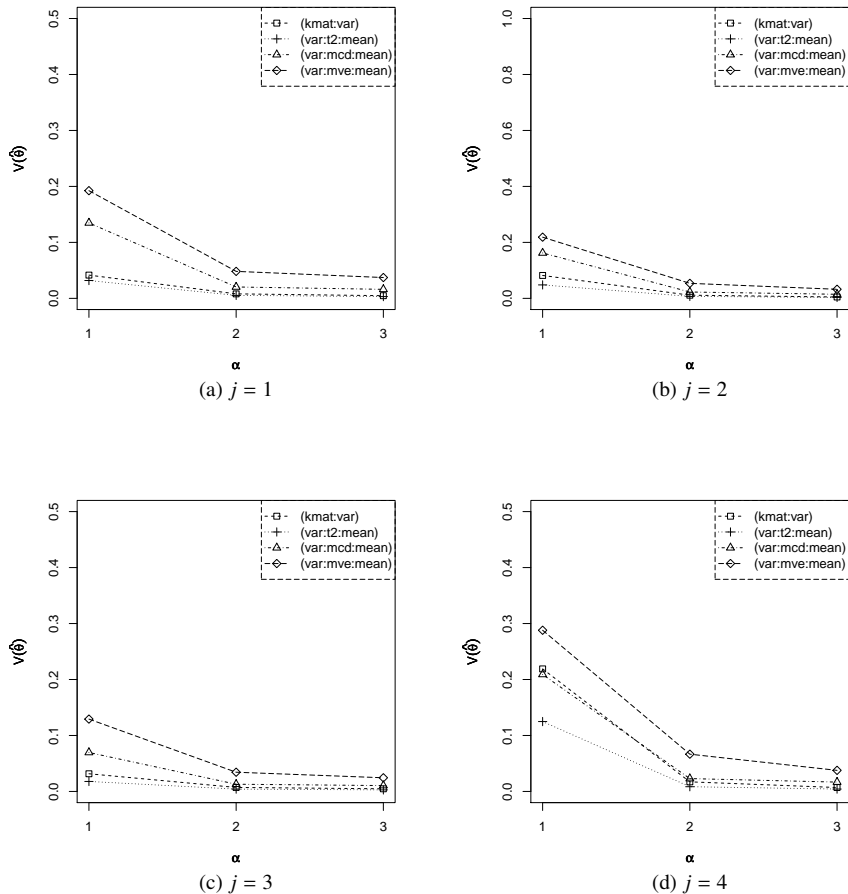 0.0 0.1 0.2 0.3 0.4 0.5
V(θ̂)
(kmat:var)
(var:t2:mean)
(var:mcd:mean)
(var:mve:mean)
1 2 3
α
(a) j = 1
0.0 0.2 0.4 0.6 0.8 1.0
V(θ̂)
(kmat:var)
(var:t2:mean)
(var:mcd:mean)
(var:mve:mean)
1 2 3
α
(b) j = 2
0.0 0.1 0.2 0.3 0.4 0.5
V(θ̂)
(kmat:var)
(var:t2:mean)
(var:mcd:mean)
(var:mve:mean)
1 2 3
α
(c) j = 3
0.0 0.1 0.2 0.3 0.4 0.5
V(θ̂)
(kmat:var)
(var:t2:mean)
(var:mcd:mean)
(var:mve:mean)
1 2 3
α
(d) j = 4